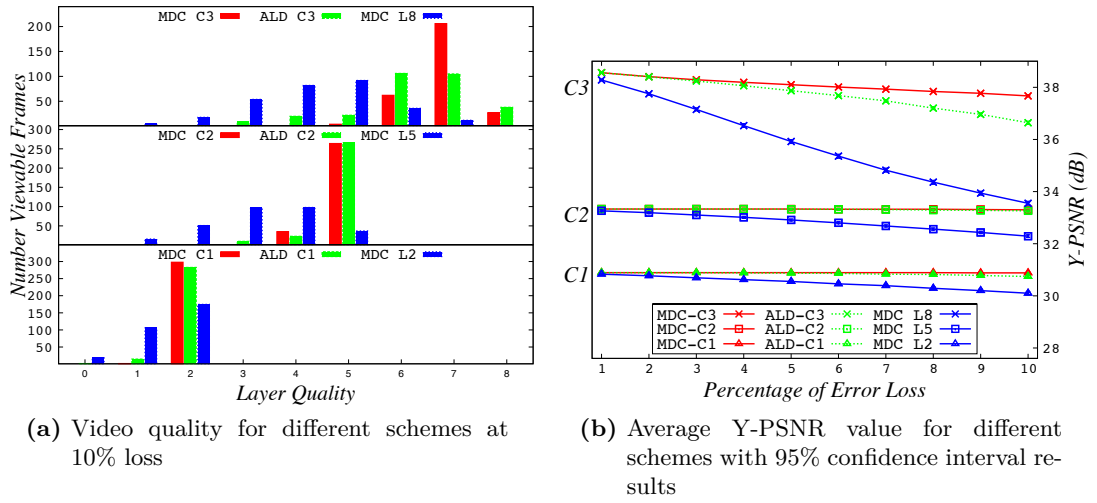 MDC C3 ALD C3 MDC L8
200
150
100
50
MDC C2 ALD C2 MDC L5
300
250
200
150
100
50
MDC C1 ALD C1 MDC L2
300
250
200
150
100
50
0 1 2 3 4 5 6 7 8
Number Viewable Frames
Layer Quality
(a) Video quality for different schemes at
10% loss
C3
C2
C1
38
36
34
32
30
28
Y-PSNR (dB)
MDC-C3 ALD-C3 MDC L8
MDC-C2 ALD-C2 MDC L5
MDC-C1 ALD-C1 MDC L2
1 2 3 4 5 6 7 8 9 10
Percentage of Error Loss
(b) Average Y-PSNR value for different
schemes with 95% confidence interval re-
sults